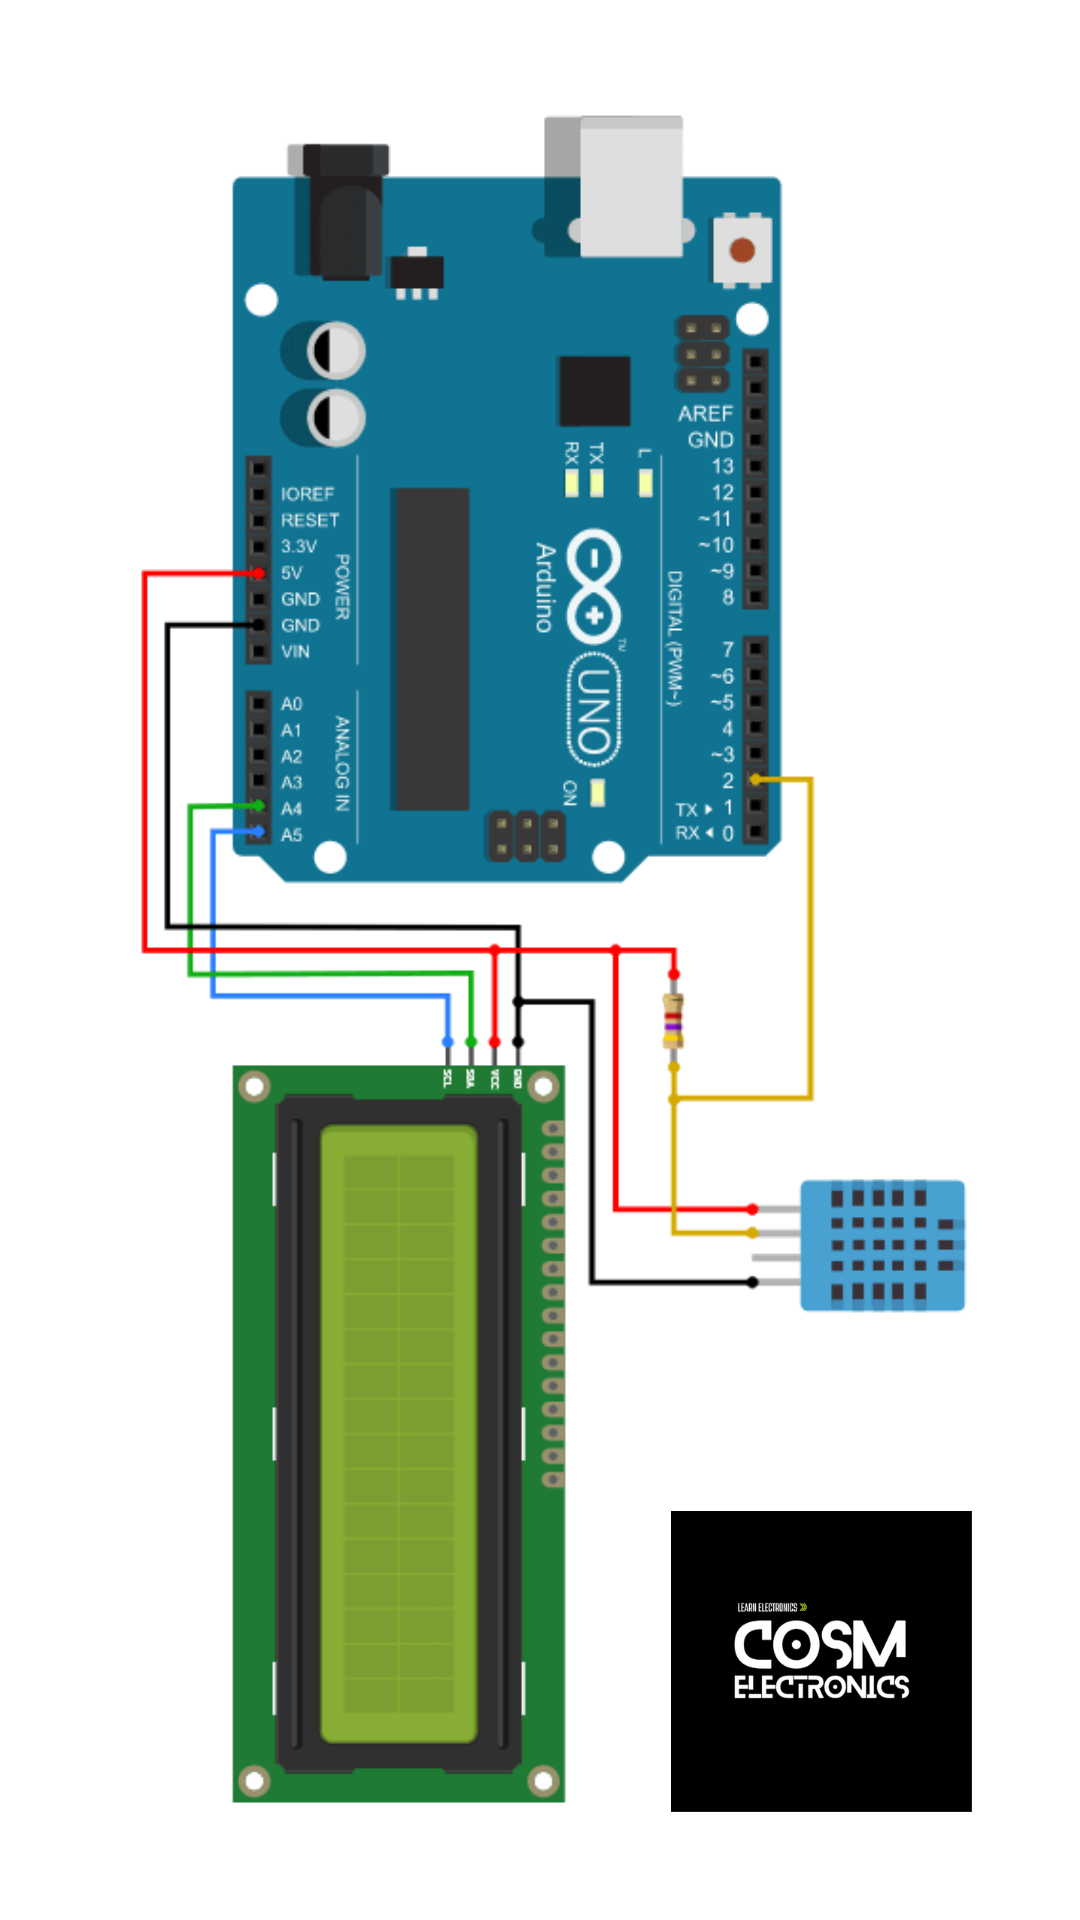 AREF
GND
13
12
~11
~10
~9
8
7
~6
~5
4
~3
2
TX ▸ 1
RX ◂ 0
DIGITAL (PWM~)
RX
TX
L
Arduino
™
UNO
ON
IOREF
RESET
3.3V
5V
GND
GND
VIN
POWER
A0
A1
A2
A3
A4
A5
ANALOG IN
SCL
SDA
VCC
GND
LEARN ELECTRONICS »
COSM
ELECTRONICS